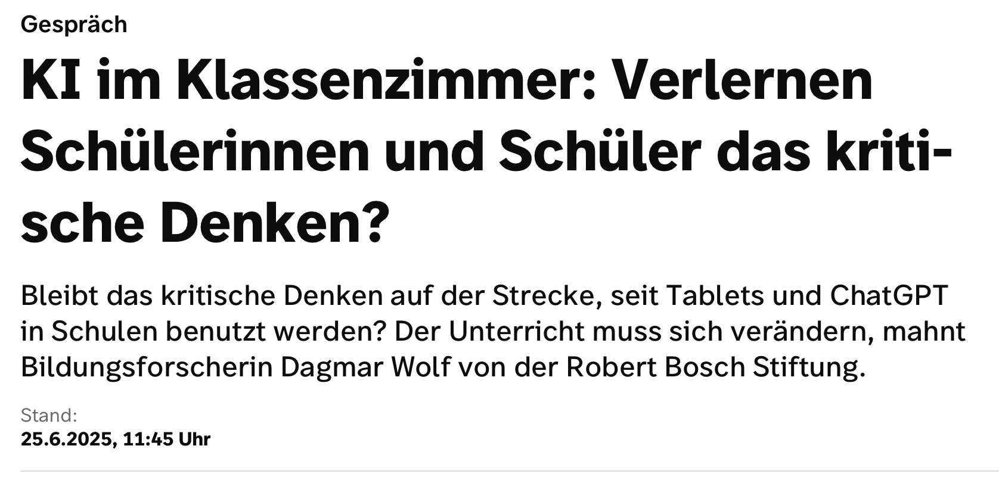 Gespräch
KI im Klassenzimmer: Verlernen
Schülerinnen und Schüler das kriti-
sche Denken?
Bleibt das kritische Denken auf der Strecke, seit Tablets und ChatGPT
in Schulen benutzt werden? Der Unterricht muss sich verändern, mahnt
Bildungsforscherin Dagmar Wolf von der Robert Bosch Stiftung.
Stand:
25.6.2025, 11:45 Uhr